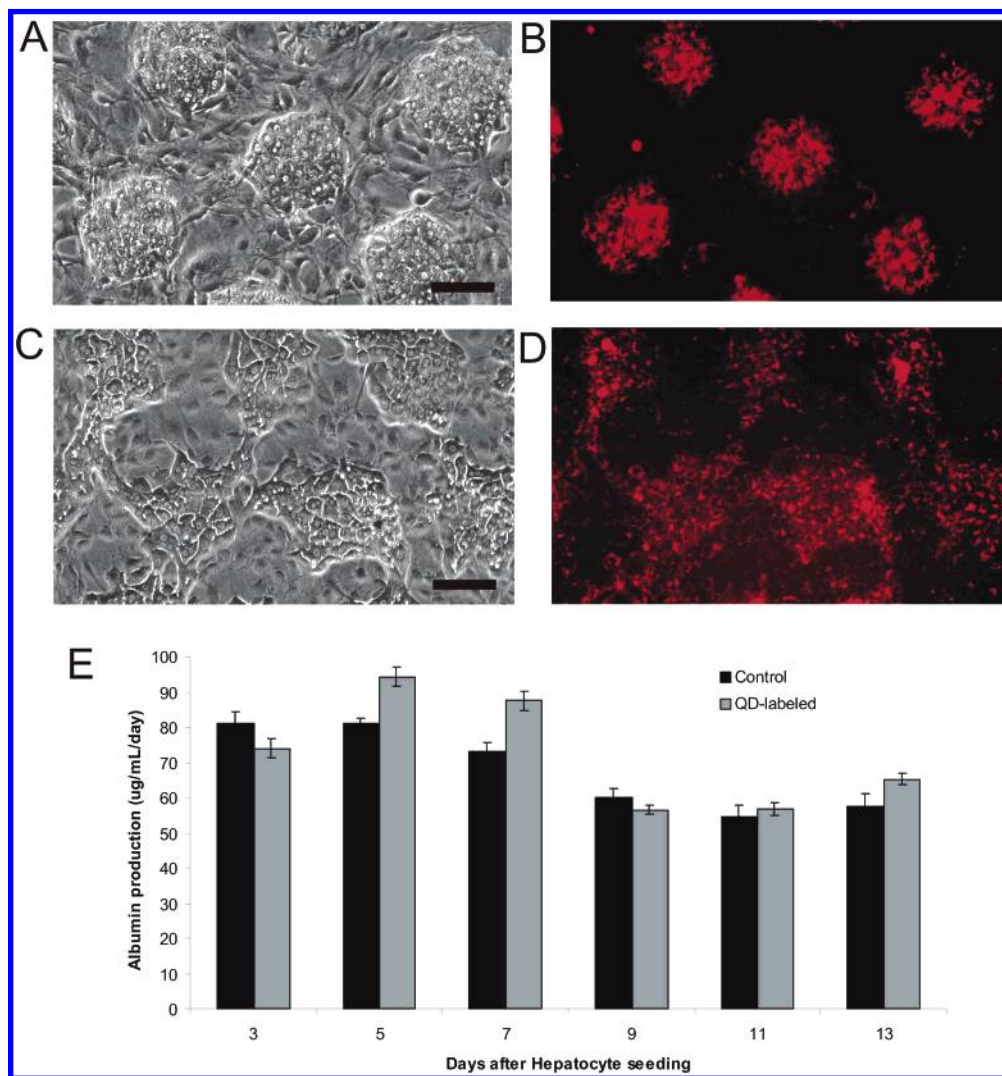 A
B
C
D
E
Albumin production (ug/mL/day)
100
90
80
70
60
50
40
30
20
10
0
Control
QD-labeled
3 5 7 9 11 13
Days after Hepatocyte seeding